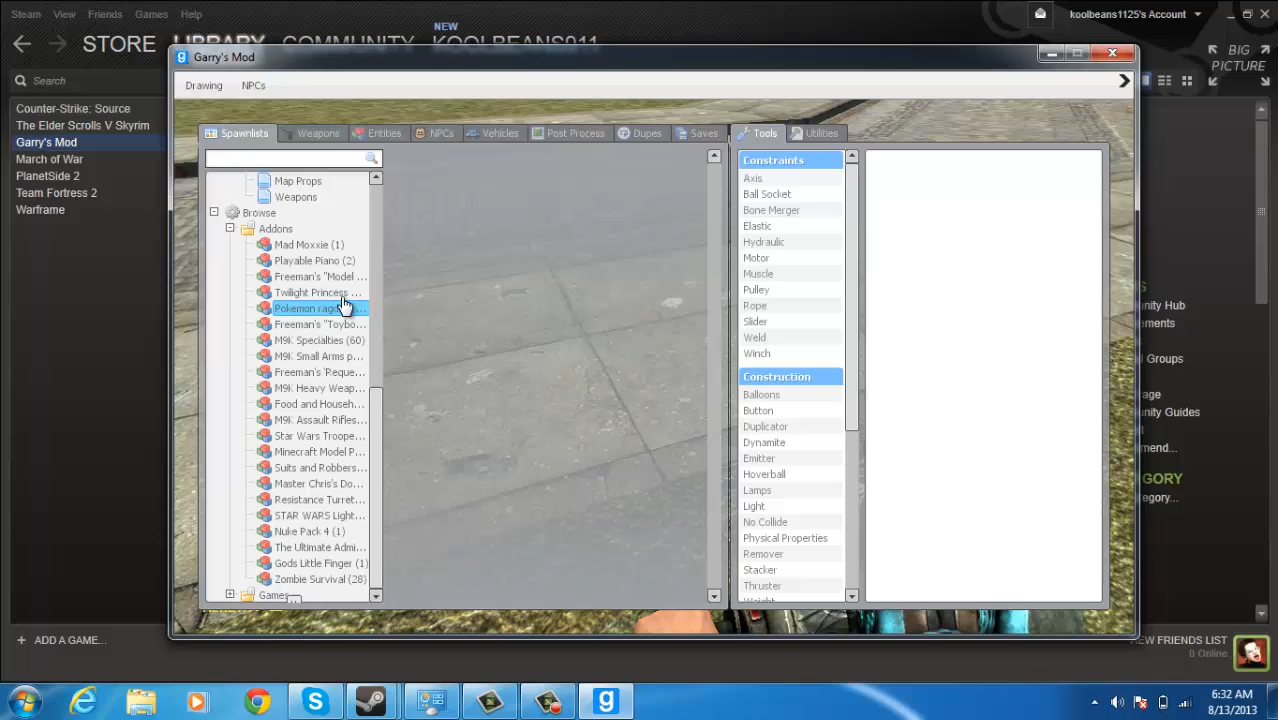 Steam View Friends Games Help
koolbeans1125's Account
NEW
STORE LIBRARY COMMUNITY KOOLBEANS911
BIG PICTURE
Search
Counter-Strike: Source
The Elder Scrolls V Skyrim
Garry's Mod
March of War
PlanetSide 2
Team Fortress 2
Warframe
ADD A GAME...
Garry's Mod
Drawing NPCs
Spawnlists Weapons Entities NPCs Vehicles Post Process Dupes Saves
Map Props
Weapons
Browse
Addons
Mad Moxxie (1)
Playable Piano (2)
Freeman's "Model ...
Twilight Princess ...
Pokemon
Freeman's "Toybo...
M9K Specialties (60)
M9K Small Arms p...
Freeman's 'Reque...
M9K Heavy Weap...
Food and Househ...
M9K Assault Rifles...
Star Wars Troope...
Minecraft Model P...
Suits and Robbers...
Master Chris's Do...
Resistance Turret...
STAR WARS Light...
Nuke Pack 4 (1)
The Ultimate Admi...
Gods Little Finger (1)
Zombie Survival (28)
Games
Tools Utilities
Constraints
Axis
Ball Socket
Bone Merger
Elastic
Hydraulic
Motor
Muscle
Pulley
Rope
Slider
Weld
Winch
Construction
Balloons
Button
Duplicator
Dynamite
Emitter
Hoverball
Lamps
Light
No Collide
Physical Properties
Remover
Stacker
Thruster
Weight
unity Hub
ements
l Groups
rage
unity Guides
rt
mend...
GORY
tegory...
VIEW FRIENDS LIST
0 Online
6:32 AM
8/13/2013